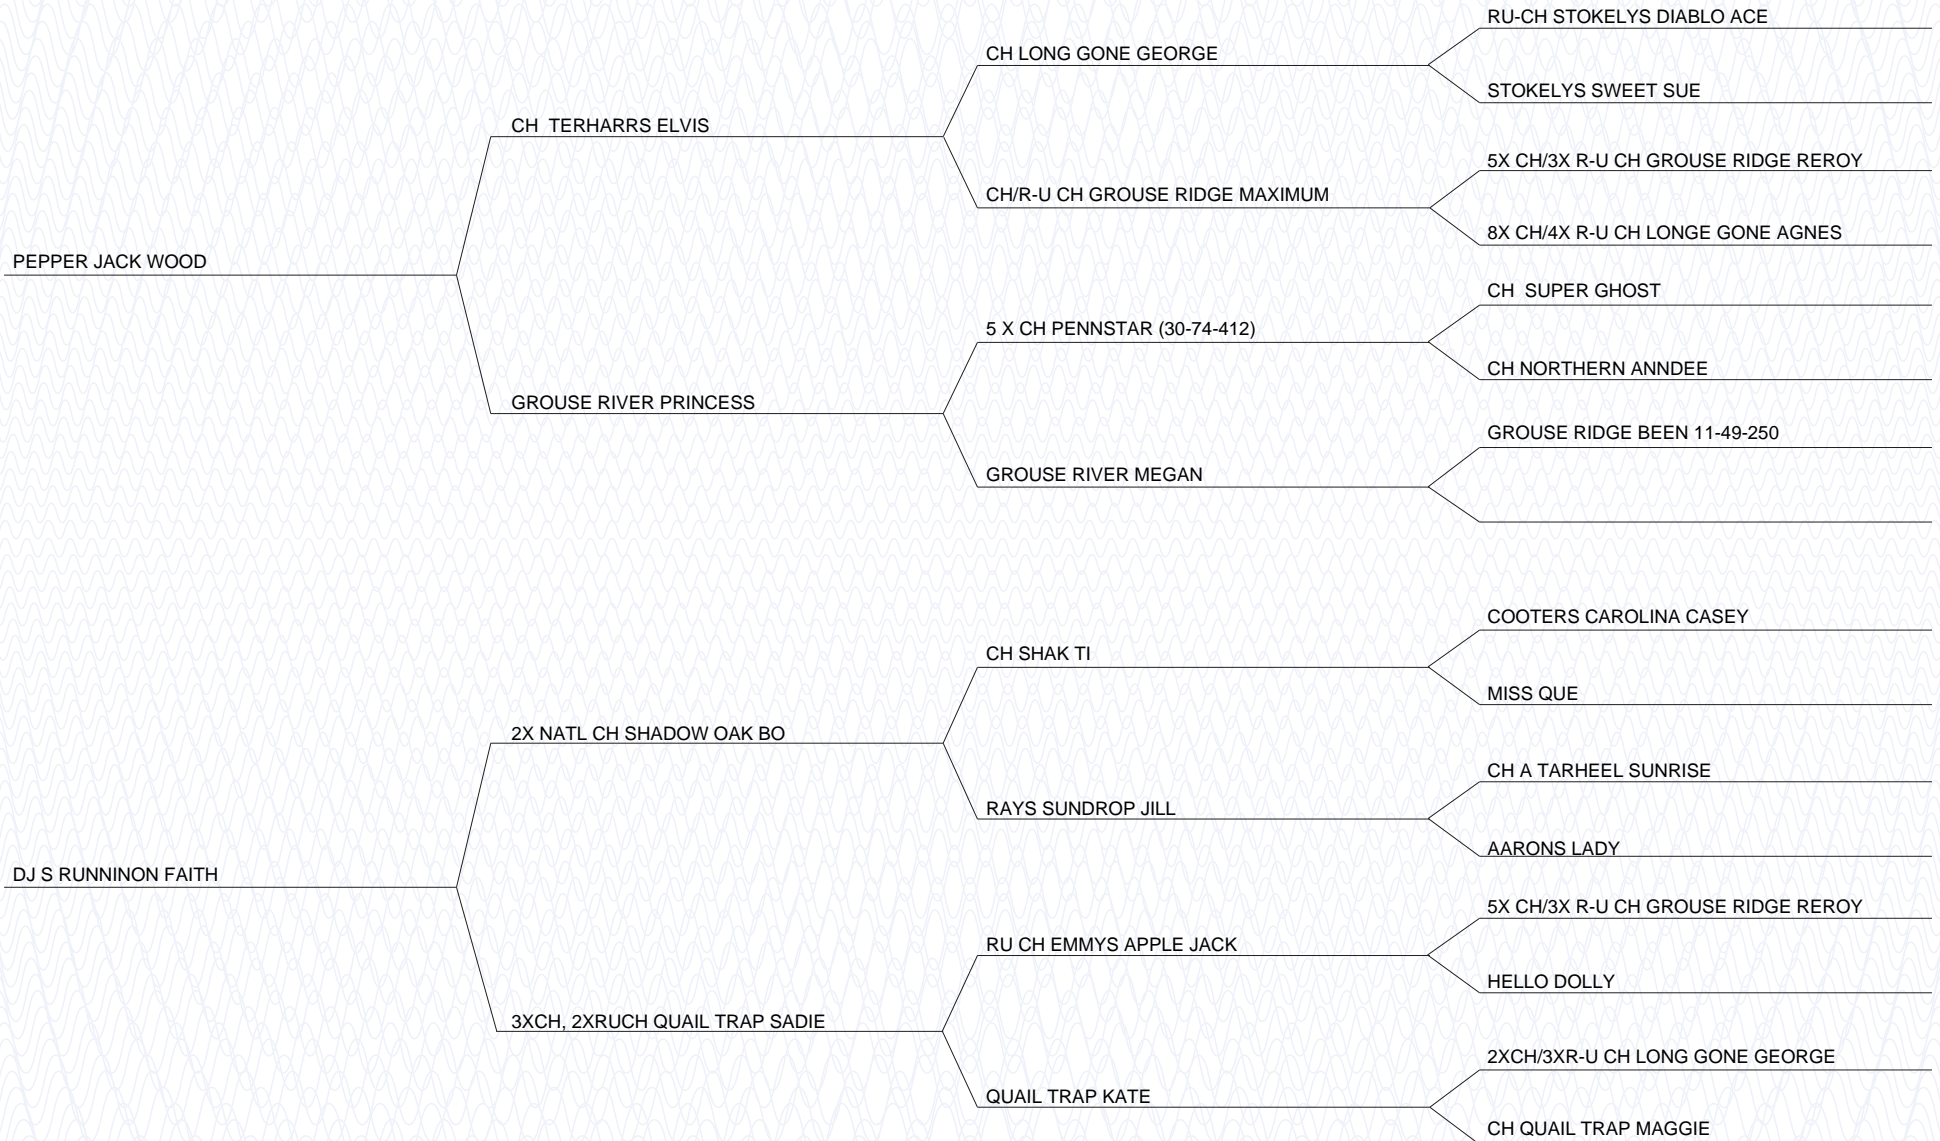 RU-CH STOKELYS DIABLO ACE
CH LONG GONE GEORGE
STOKELYS SWEET SUE
CH  TERHARRS ELVIS
5X CH/3X R-U CH GROUSE RIDGE REROY
CH/R-U CH GROUSE RIDGE MAXIMUM
8X CH/4X R-U CH LONGE GONE AGNES
PEPPER JACK WOOD
CH  SUPER GHOST
5 X CH PENNSTAR (30-74-412)
CH NORTHERN ANNDEE
GROUSE RIVER PRINCESS
GROUSE RIDGE BEEN 11-49-250
GROUSE RIVER MEGAN
COOTERS CAROLINA CASEY
CH SHAK TI
MISS QUE
2X NATL CH SHADOW OAK BO
CH A TARHEEL SUNRISE
RAYS SUNDROP JILL
AARONS LADY
DJ S RUNNINON FAITH
5X CH/3X R-U CH GROUSE RIDGE REROY
RU CH EMMYS APPLE JACK
HELLO DOLLY
3XCH, 2XRUCH QUAIL TRAP SADIE
2XCH/3XR-U CH LONG GONE GEORGE
QUAIL TRAP KATE
CH QUAIL TRAP MAGGIE